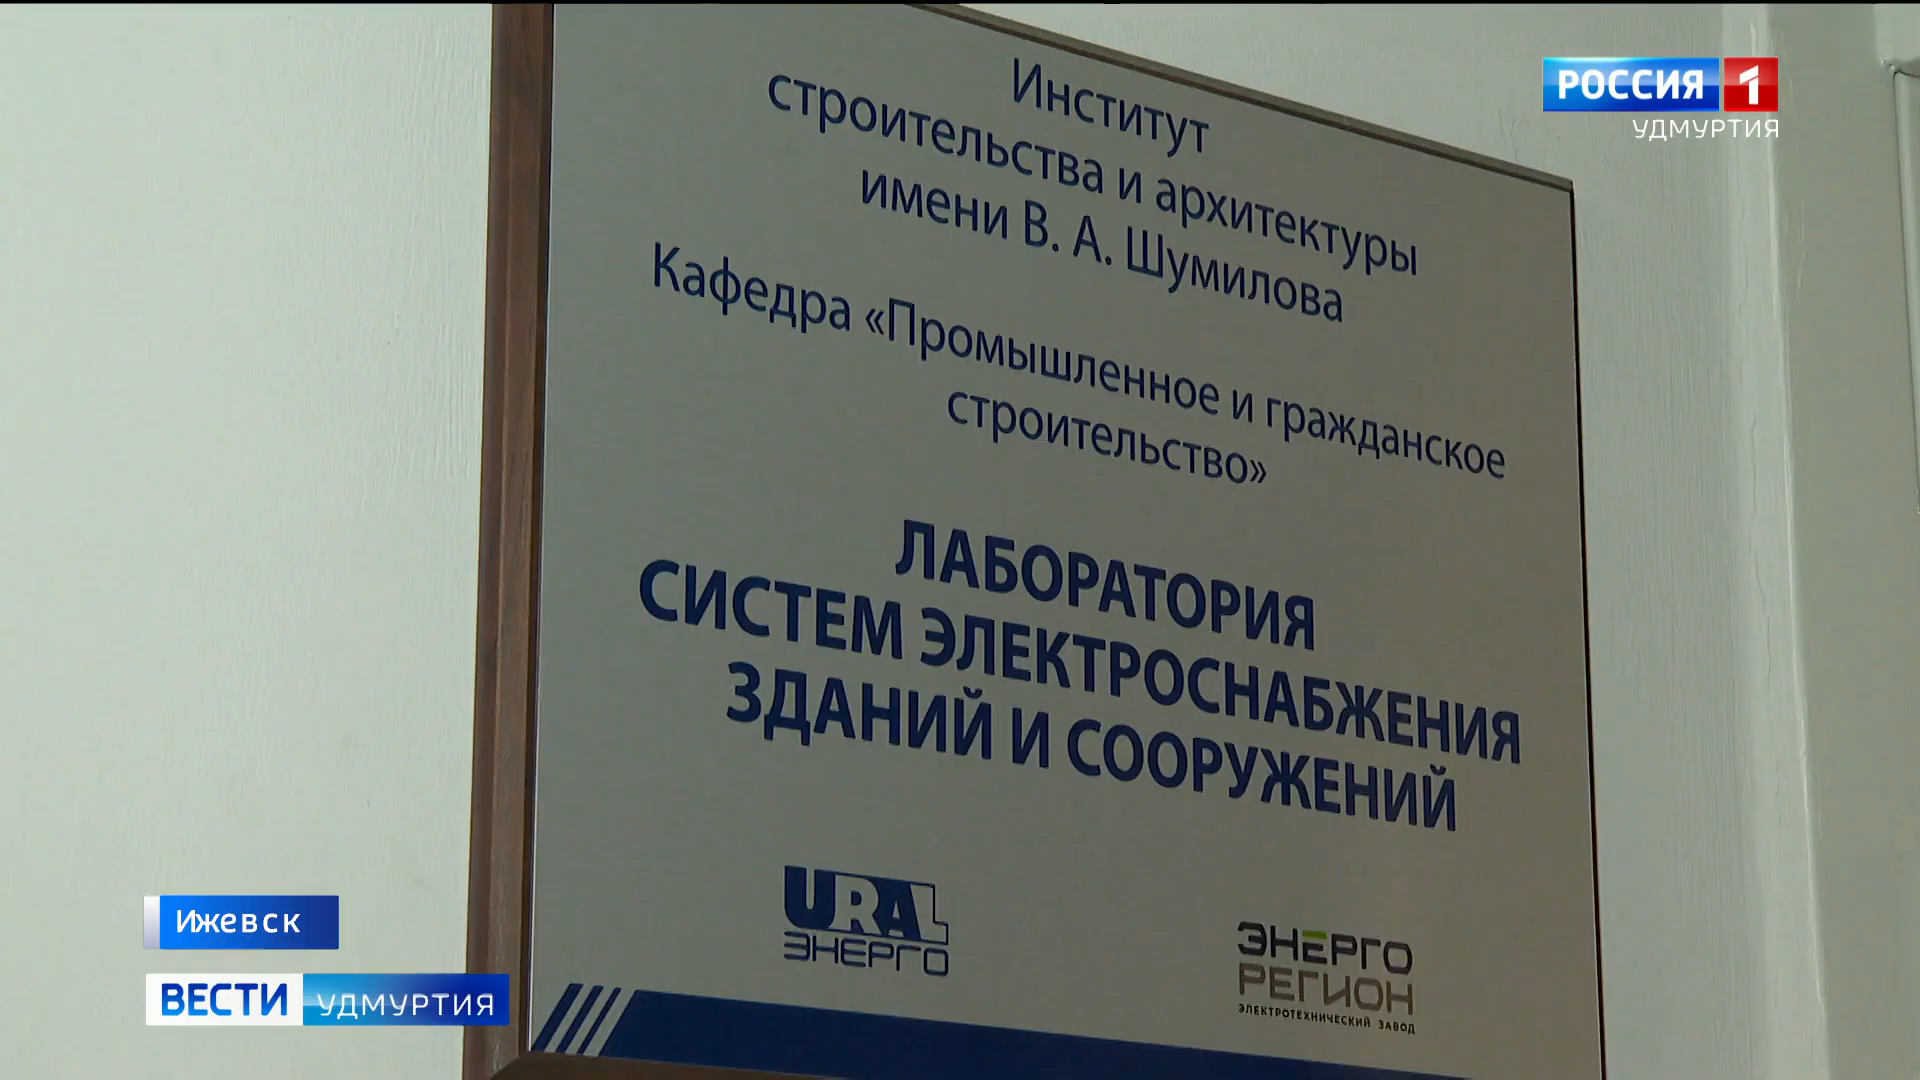 Институт
строительства и архитектуры
имени В. А. Шумилова
Кафедра «Промышленное и гражданское
строительство»
ЛАБОРАТОРИЯ
СИСТЕМ ЭЛЕКТРОСНАБЖЕНИЯ
ЗДАНИЙ И СООРУЖЕНИЙ
URAL
ЭНЕРГО
ЭНЕРГО
РЕГИОН
ЭЛЕКТРОТЕХНИЧЕСКИЙ ЗАВОД
РОССИЯ 1
УДМУРТИЯ
Ижевск
ВЕСТИ УДМУРТИЯ